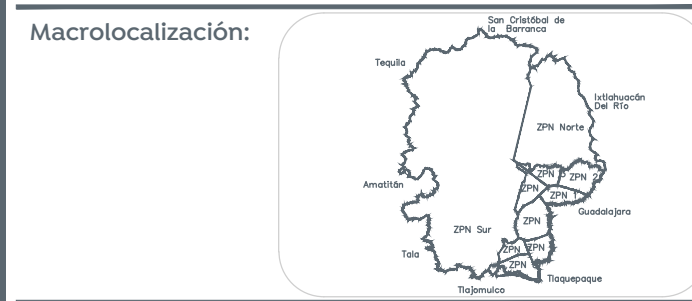 Macrolocalización:
San Cristóbal de
la Barranca
Tequila
Ixtlahuacán
Del Río
ZPN Norte
ZPN
ZPN 2
ZPN
ZPN 1
Amatitán
Guadalajara
ZPN
ZPN Sur
ZPN
ZPN
Tala
ZPN
Tlaquepaque
Tlajomulco